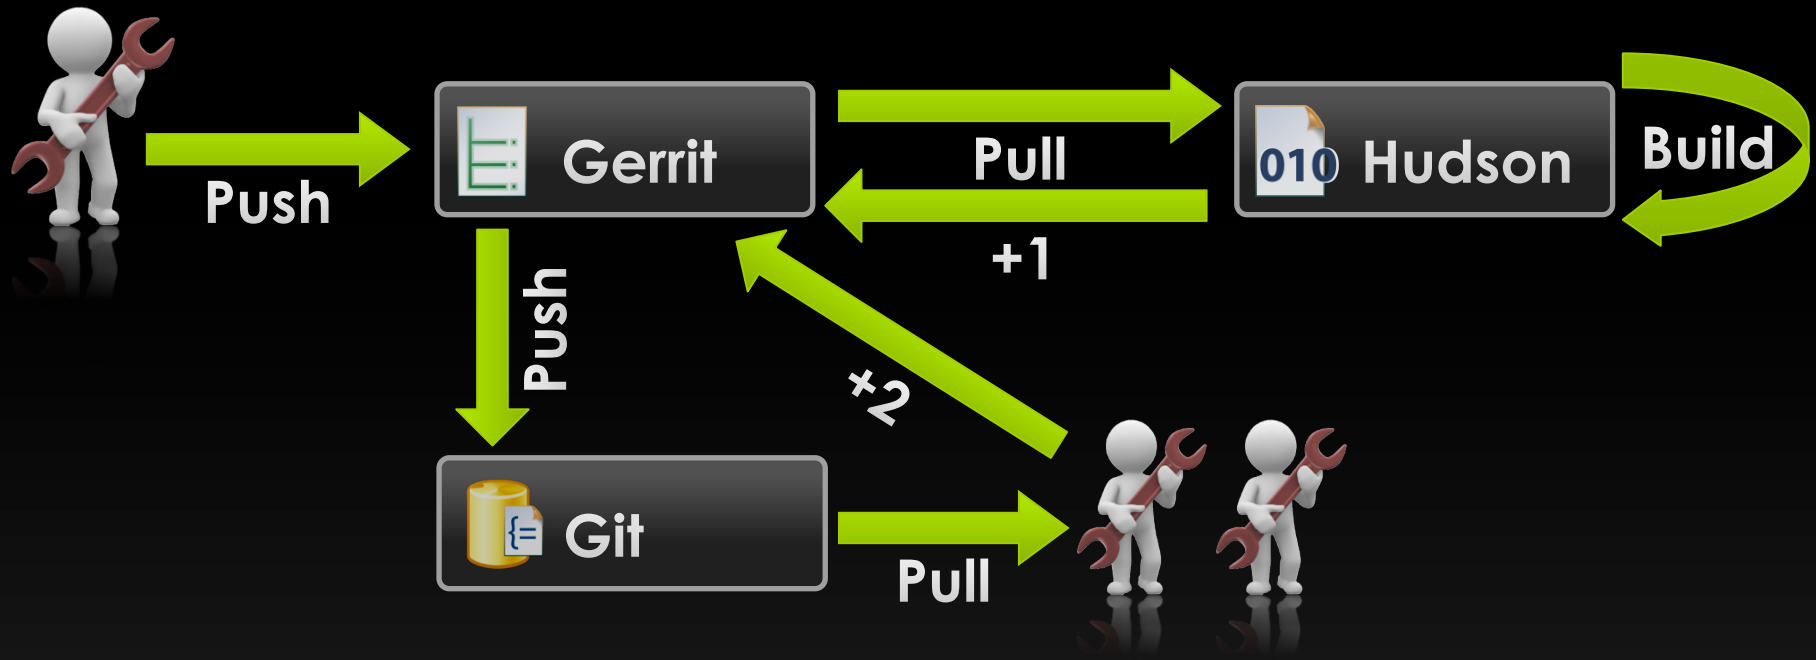 Gerrit
Pull
010
Hudson
Build
Push
+1
Push
+2
{=
Git
Pull